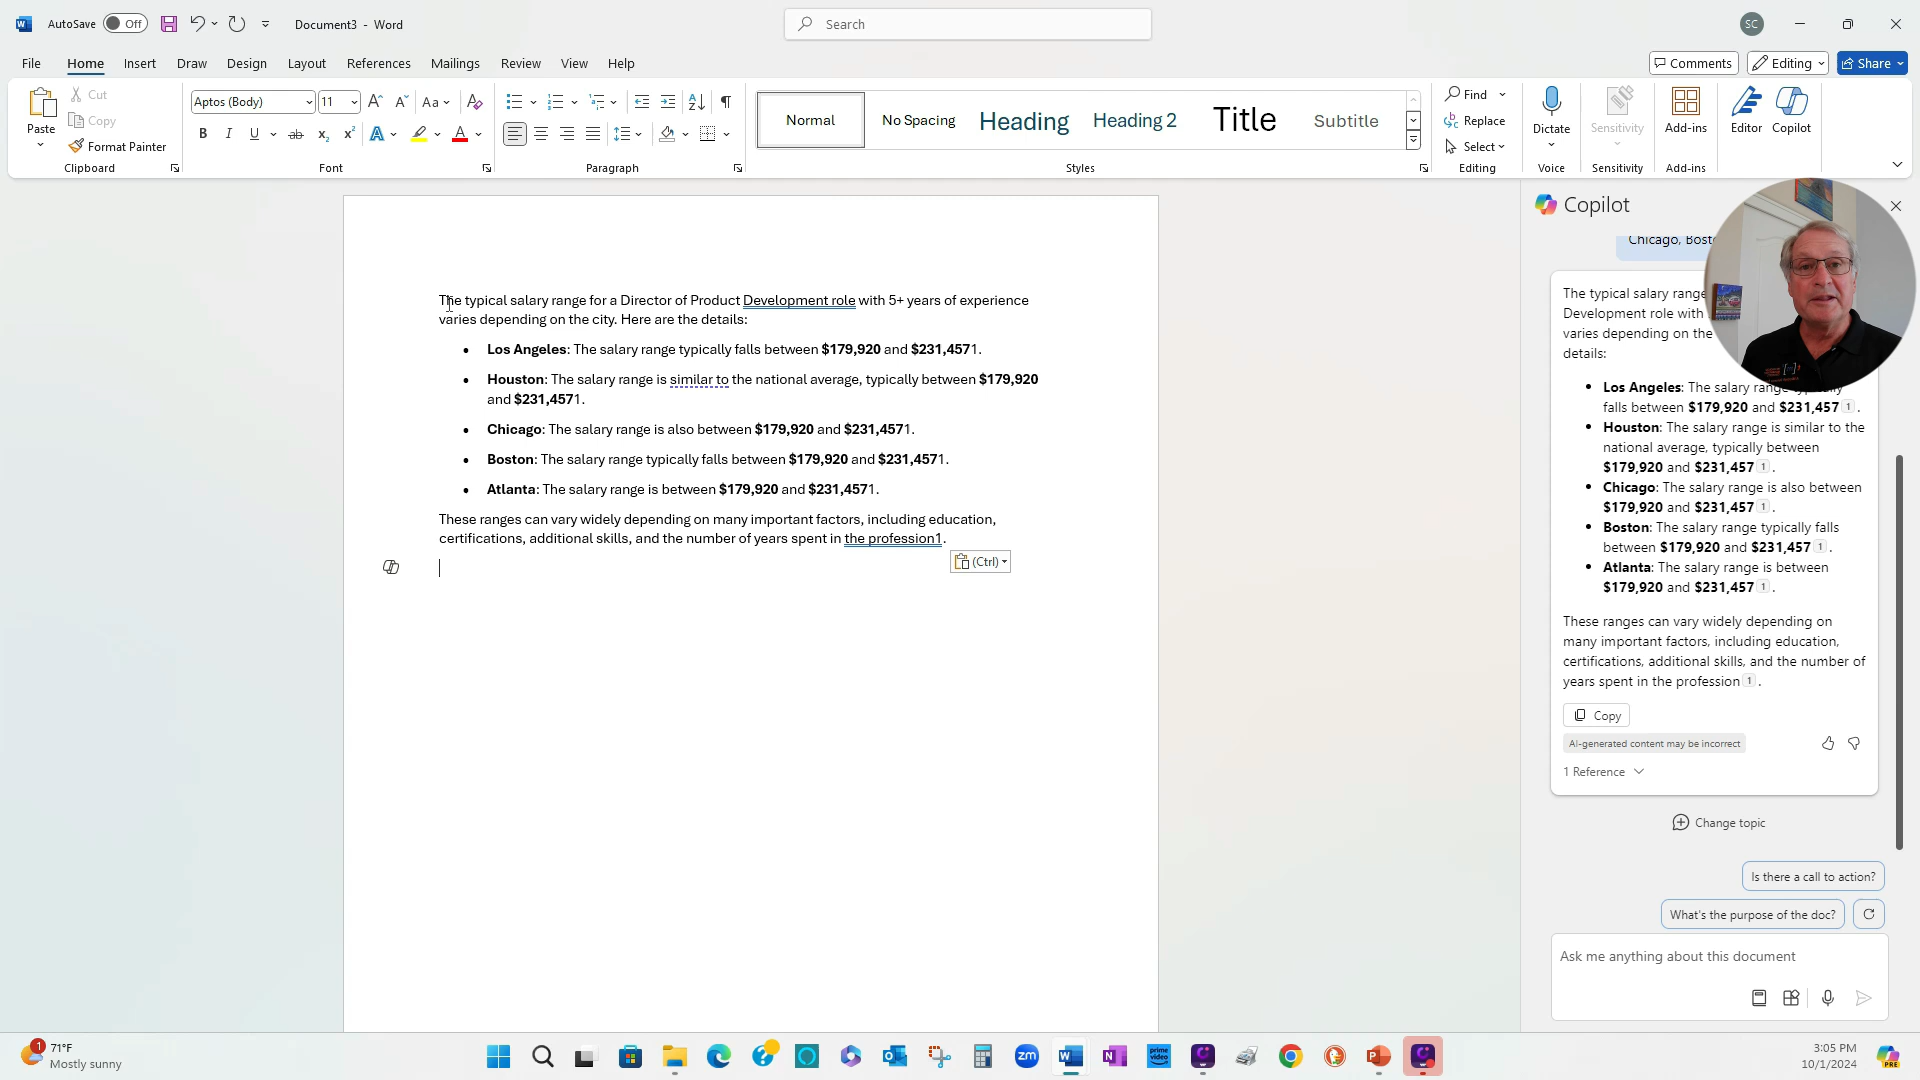 AutoSave Off Document3 - Word Search SC
File Home Insert Draw Design Layout References Mailings Review View Help Comments Editing Share
Paste Cut Copy Format Painter Clipboard
Aptos (Body) 11 Aa Font
Paragraph
Normal No Spacing Heading Heading 2 Title Subtitle Styles
Find Replace Select Editing
Dictate Voice
Sensitivity Sensitivity
Add-ins Add-ins
Editor Copilot
The typical salary range for a Director of Product Development role with 5+ years of experience
varies depending on the city. Here are the details:
• Los Angeles: The salary range typically falls between $179,920 and $231,4571.
• Houston: The salary range is similar to the national average, typically between $179,920
and $231,4571.
• Chicago: The salary range is also between $179,920 and $231,4571.
• Boston: The salary range typically falls between $179,920 and $231,4571.
• Atlanta: The salary range is between $179,920 and $231,4571.
These ranges can vary widely depending on many important factors, including education,
certifications, additional skills, and the number of years spent in the profession1.
(Ctrl)
Copilot
Chicago,
The typical salary range
Development role with
varies depending on the
details:
• Los Angeles: The salary range typically
falls between $179,920 and $231,457 1.
• Houston: The salary range is similar to the
national average, typically between
$179,920 and $231,457 1.
• Chicago: The salary range is also between
$179,920 and $231,457 1.
• Boston: The salary range typically falls
between $179,920 and $231,457 1.
• Atlanta: The salary range is between
$179,920 and $231,457 1.
These ranges can vary widely depending on
many important factors, including education,
certifications, additional skills, and the number of
years spent in the profession 1.
Copy
AI-generated content may be incorrect
1 Reference
Change topic
Is there a call to action?
What's the purpose of the doc?
Ask me anything about this document
1 71°F
Mostly sunny
zm
prime video
PRE
3:05 PM
10/1/2024